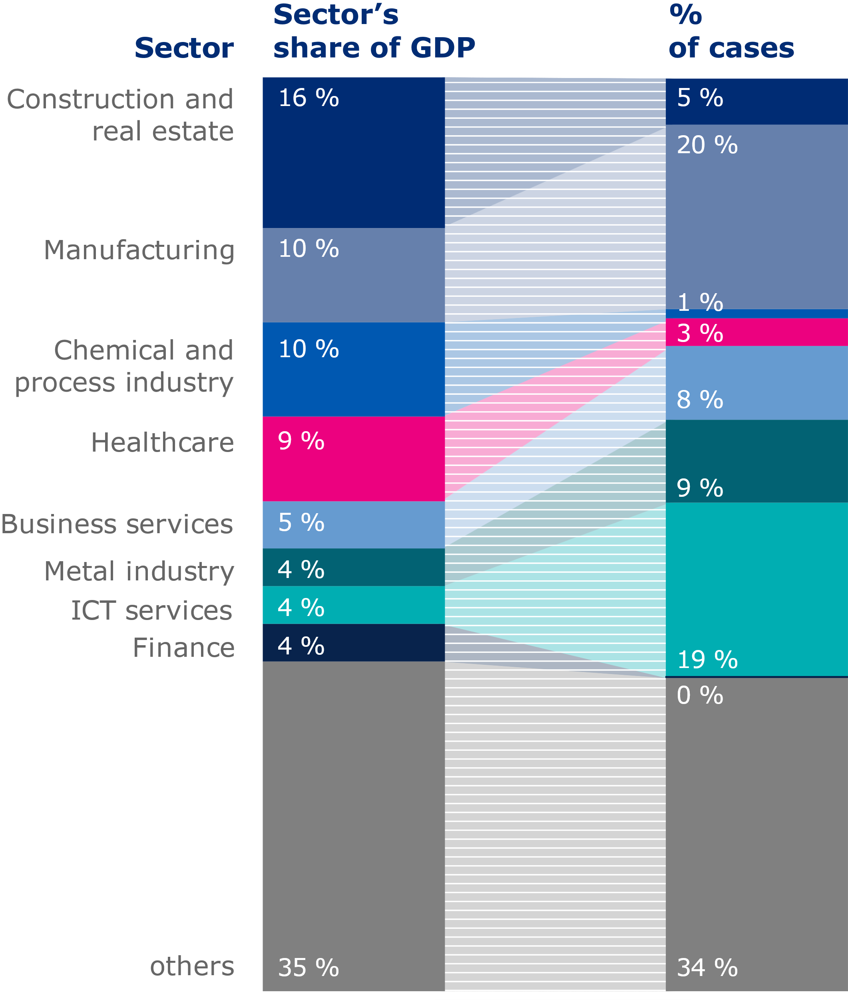 Sector
Sector’s
share of GDP
%
of cases
Construction and
real estate
16 %
5 %
Manufacturing
10 %
20 %
Chemical and
process industry
10 %
1 %
Healthcare
9 %
3 %
Business services
5 %
8 %
Metal industry
4 %
9 %
ICT services
4 %
19 %
Finance
4 %
0 %
others
35 %
34 %